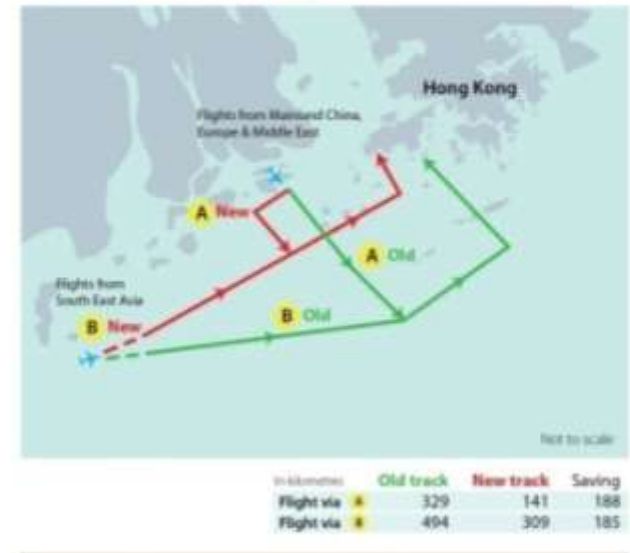 Hong Kong
Flights from Mainland China,
Europe & Middle East
A New
A Old
Flights from
South East Asia
B Old
B New
Not to scale
In kilometres Old track New track Saving
Flight via A 329 141 188
Flight via B 494 309 185